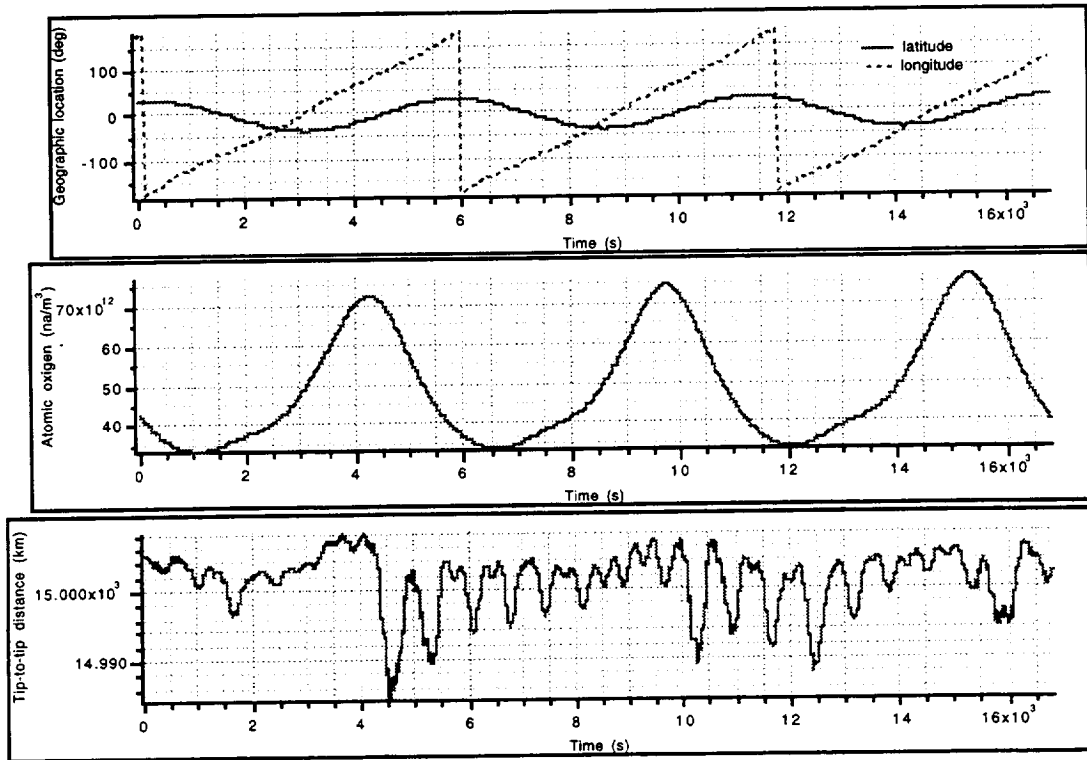 Geographic location (deg)
100
0
-100
latitude
longitude
0 2 4 6 8 10 12 14 16x10³
Time (s)
Atomic oxigen (na/m³)
70x10¹²
60
50
40
0 2 4 6 8 10 12 14 16x10³
Time (s)
Tip-to-tip distance (km)
15.000x10³
14.990
0 2 4 6 8 10 12 14 16x10³
Time (s)